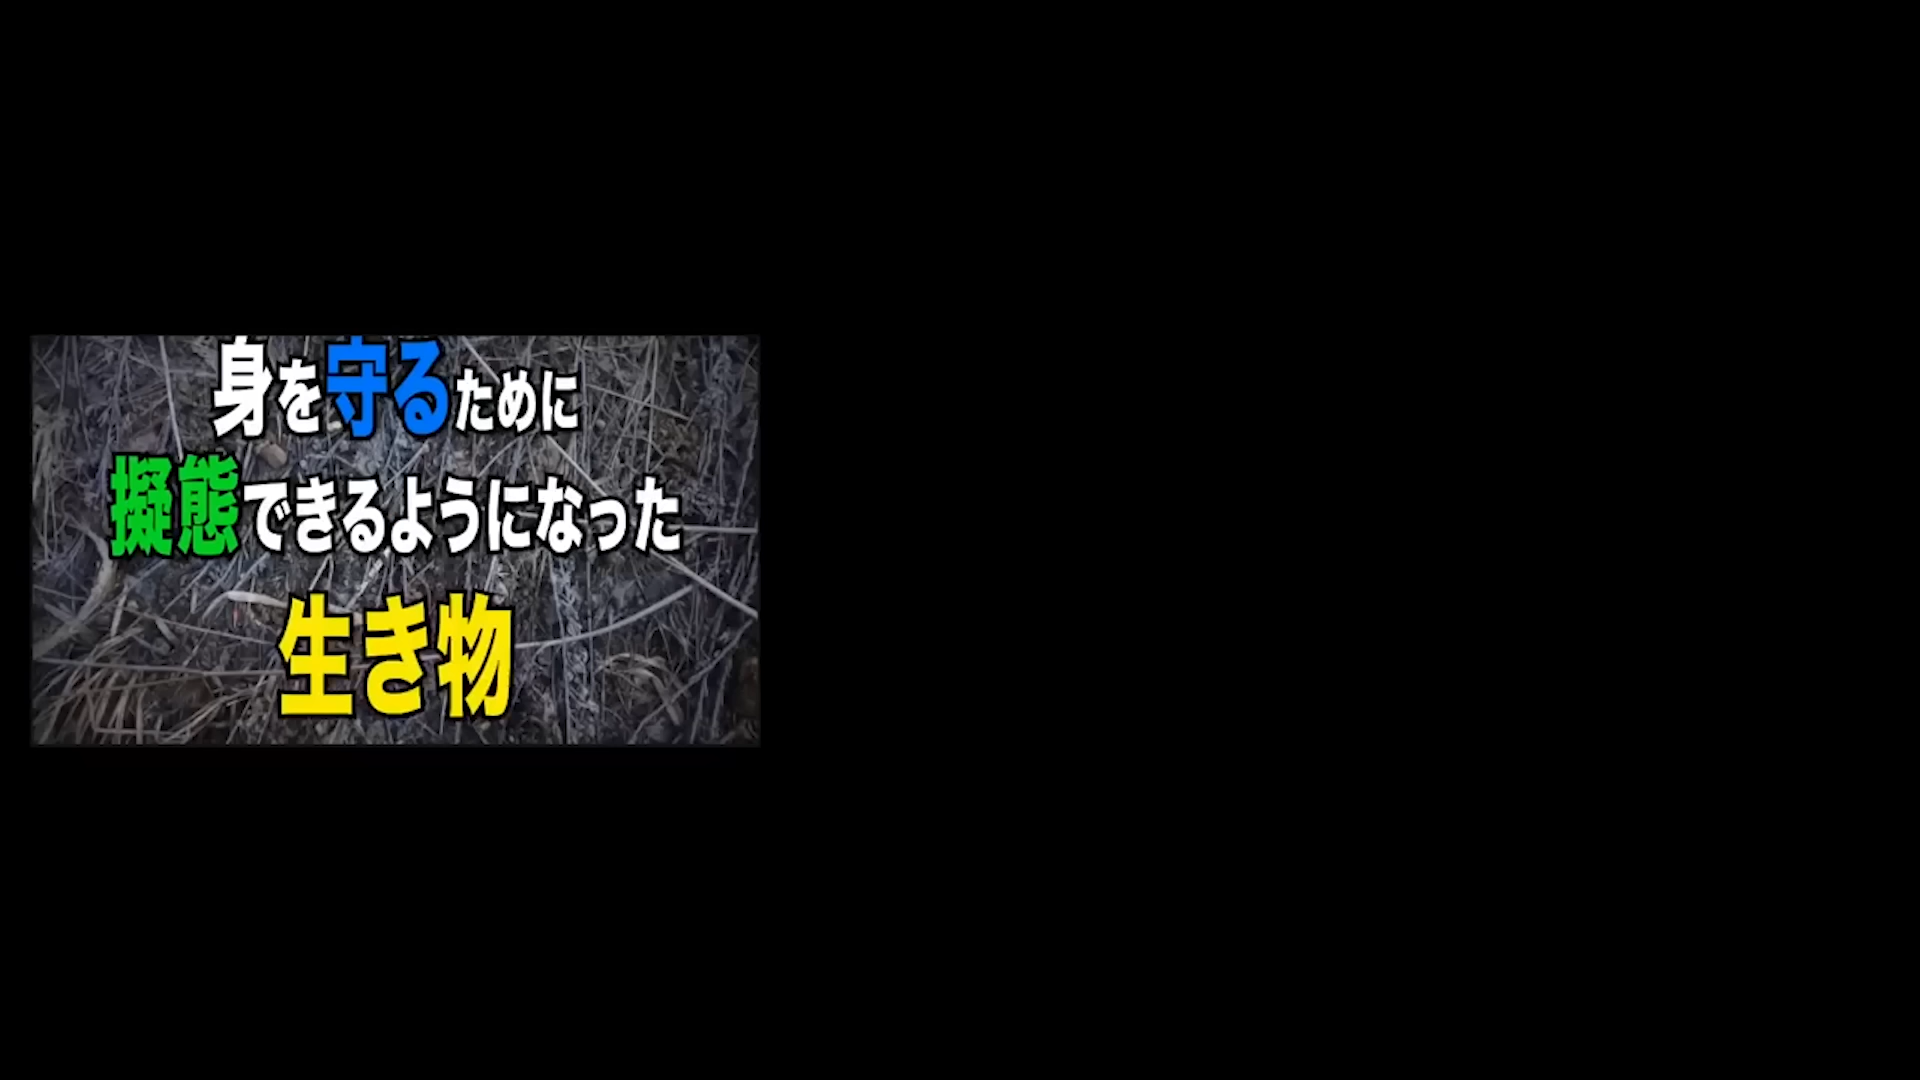 身を守るために
擬態できるようになった
生き物